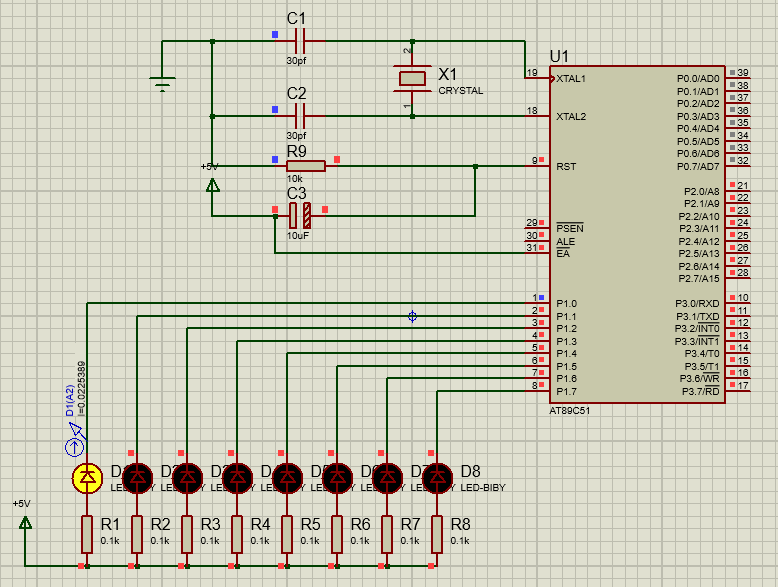 C1
30pf
C2
30pf
X1
CRYSTAL
2
1
R9
10k
+5V
C3
10uF
U1
19 XTAL1
18 XTAL2
9 RST
29 PSEN
30 ALE
31 EA
1 P1.0
2 P1.1
3 P1.2
4 P1.3
5 P1.4
6 P1.5
7 P1.6
8 P1.7
P0.0/AD0 39
P0.1/AD1 38
P0.2/AD2 37
P0.3/AD3 36
P0.4/AD4 35
P0.5/AD5 34
P0.6/AD6 33
P0.7/AD7 32
P2.0/A8 21
P2.1/A9 22
P2.2/A10 23
P2.3/A11 24
P2.4/A12 25
P2.5/A13 26
P2.6/A14 27
P2.7/A15 28
P3.0/RXD 10
P3.1/TXD 11
P3.2/INT0 12
P3.3/INT1 13
P3.4/T0 14
P3.5/T1 15
P3.6/WR 16
P3.7/RD 17
AT89C51
D1(A2)
I=0.0225389
D8
LED-BIBY
+5V
R1
0.1k
R2
0.1k
R3
0.1k
R4
0.1k
R5
0.1k
R6
0.1k
R7
0.1k
R8
0.1k